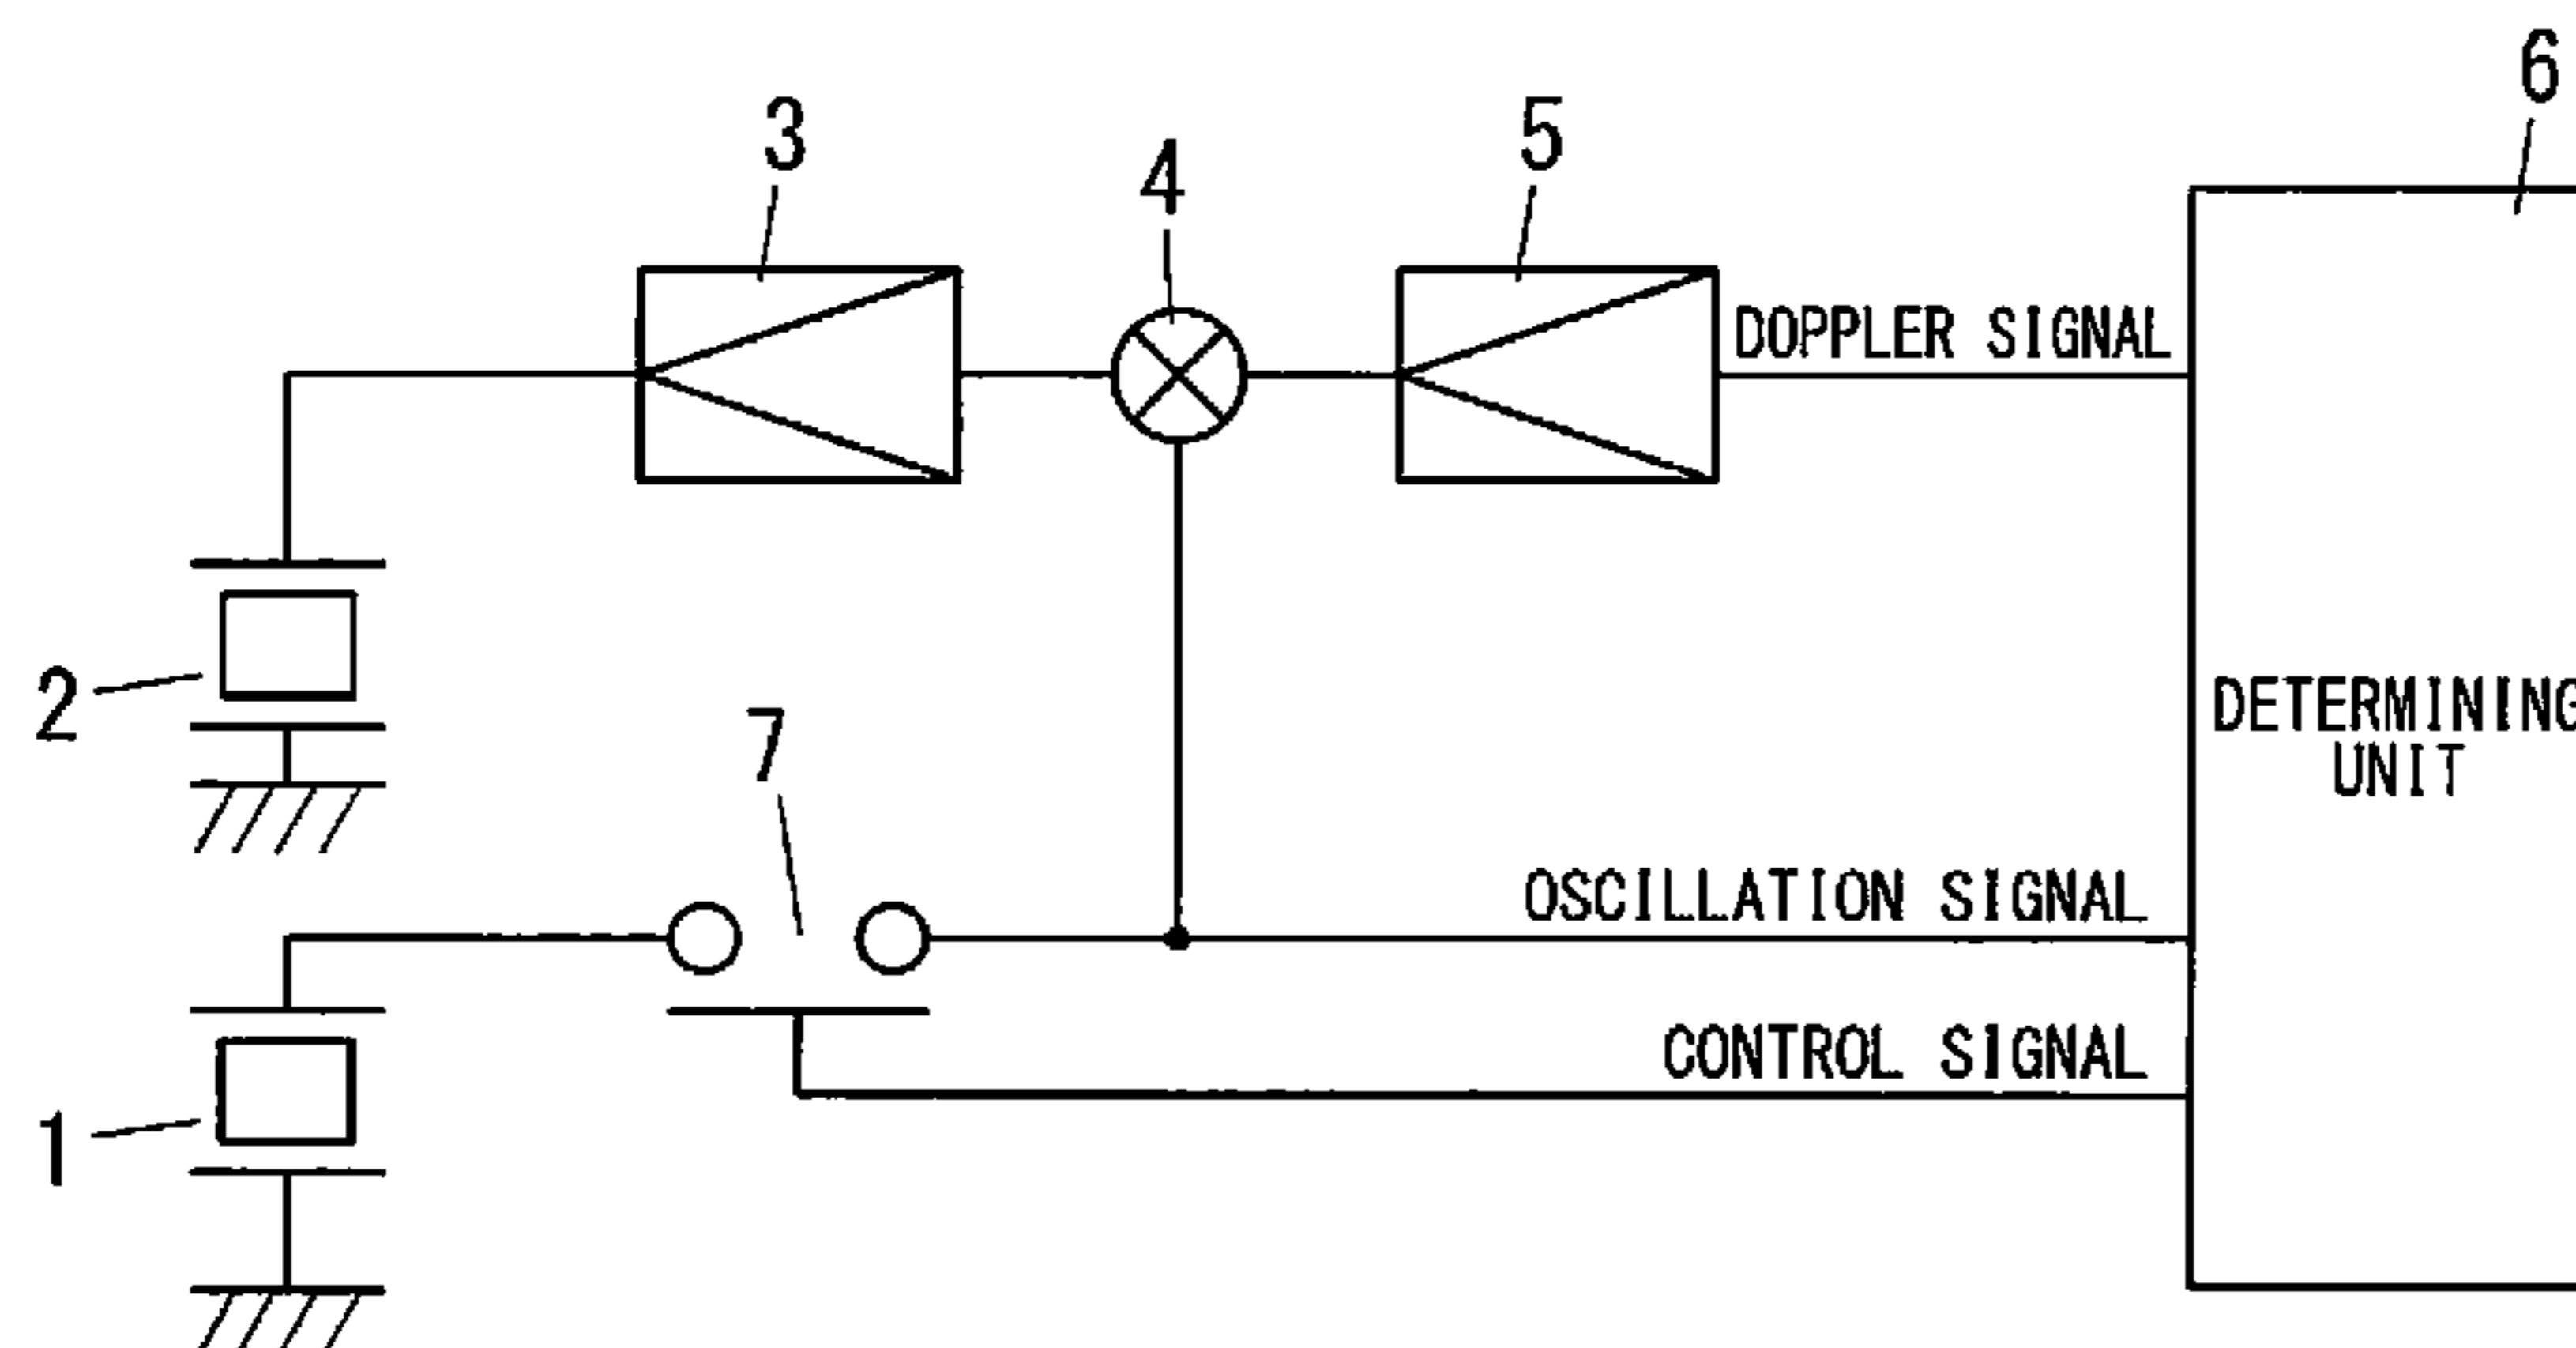 6
3
5
4
DOPPLER SIGNAL
2
DETERMINING
UNIT
7
OSCILLATION SIGNAL
CONTROL SIGNAL
1